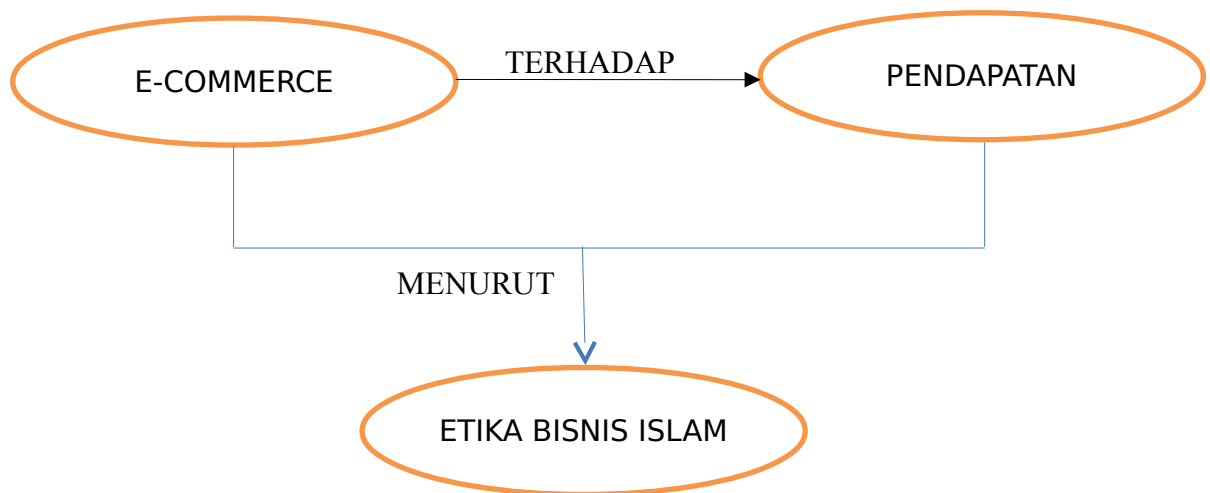 E-COMMERCE
TERHADAP
PENDAPATAN
MENURUT
ETIKA BISNIS ISLAM